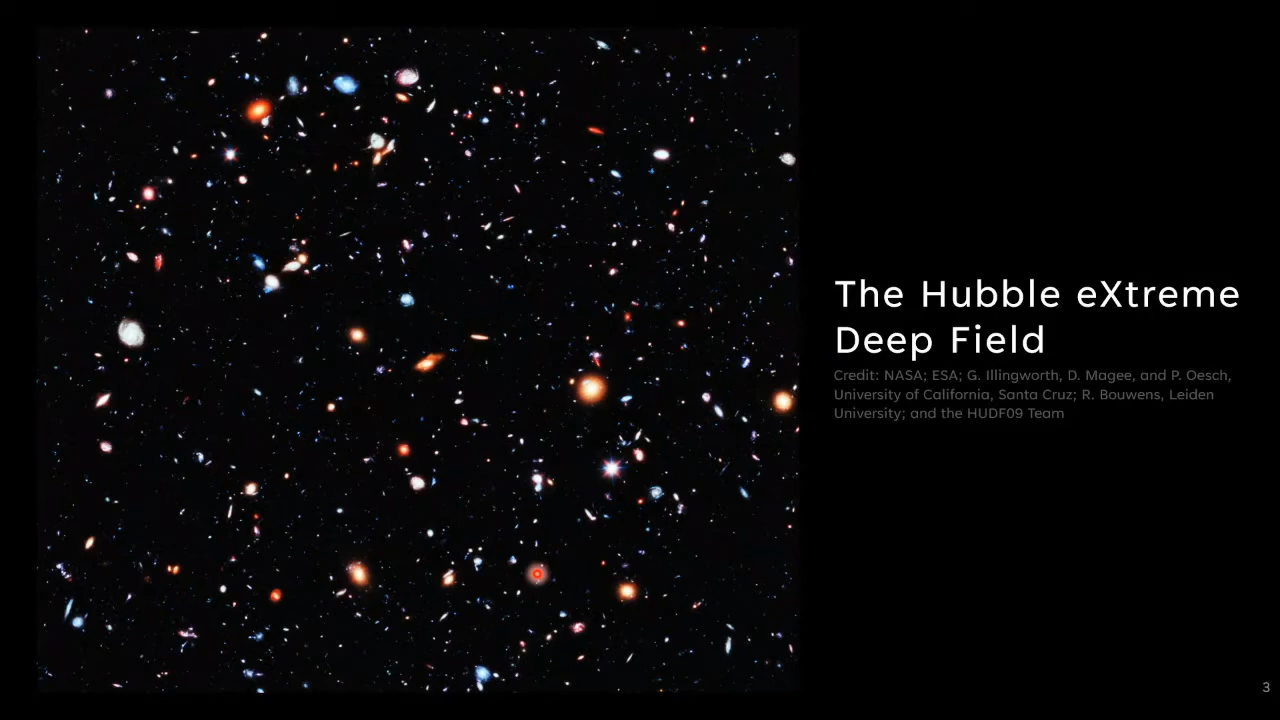 The Hubble eXtreme
Deep Field
Credit: NASA; ESA; G. Illingworth, D. Magee, and P. Oesch,
University of California, Santa Cruz; R. Bouwens, Leiden
University; and the HUDF09 Team
3